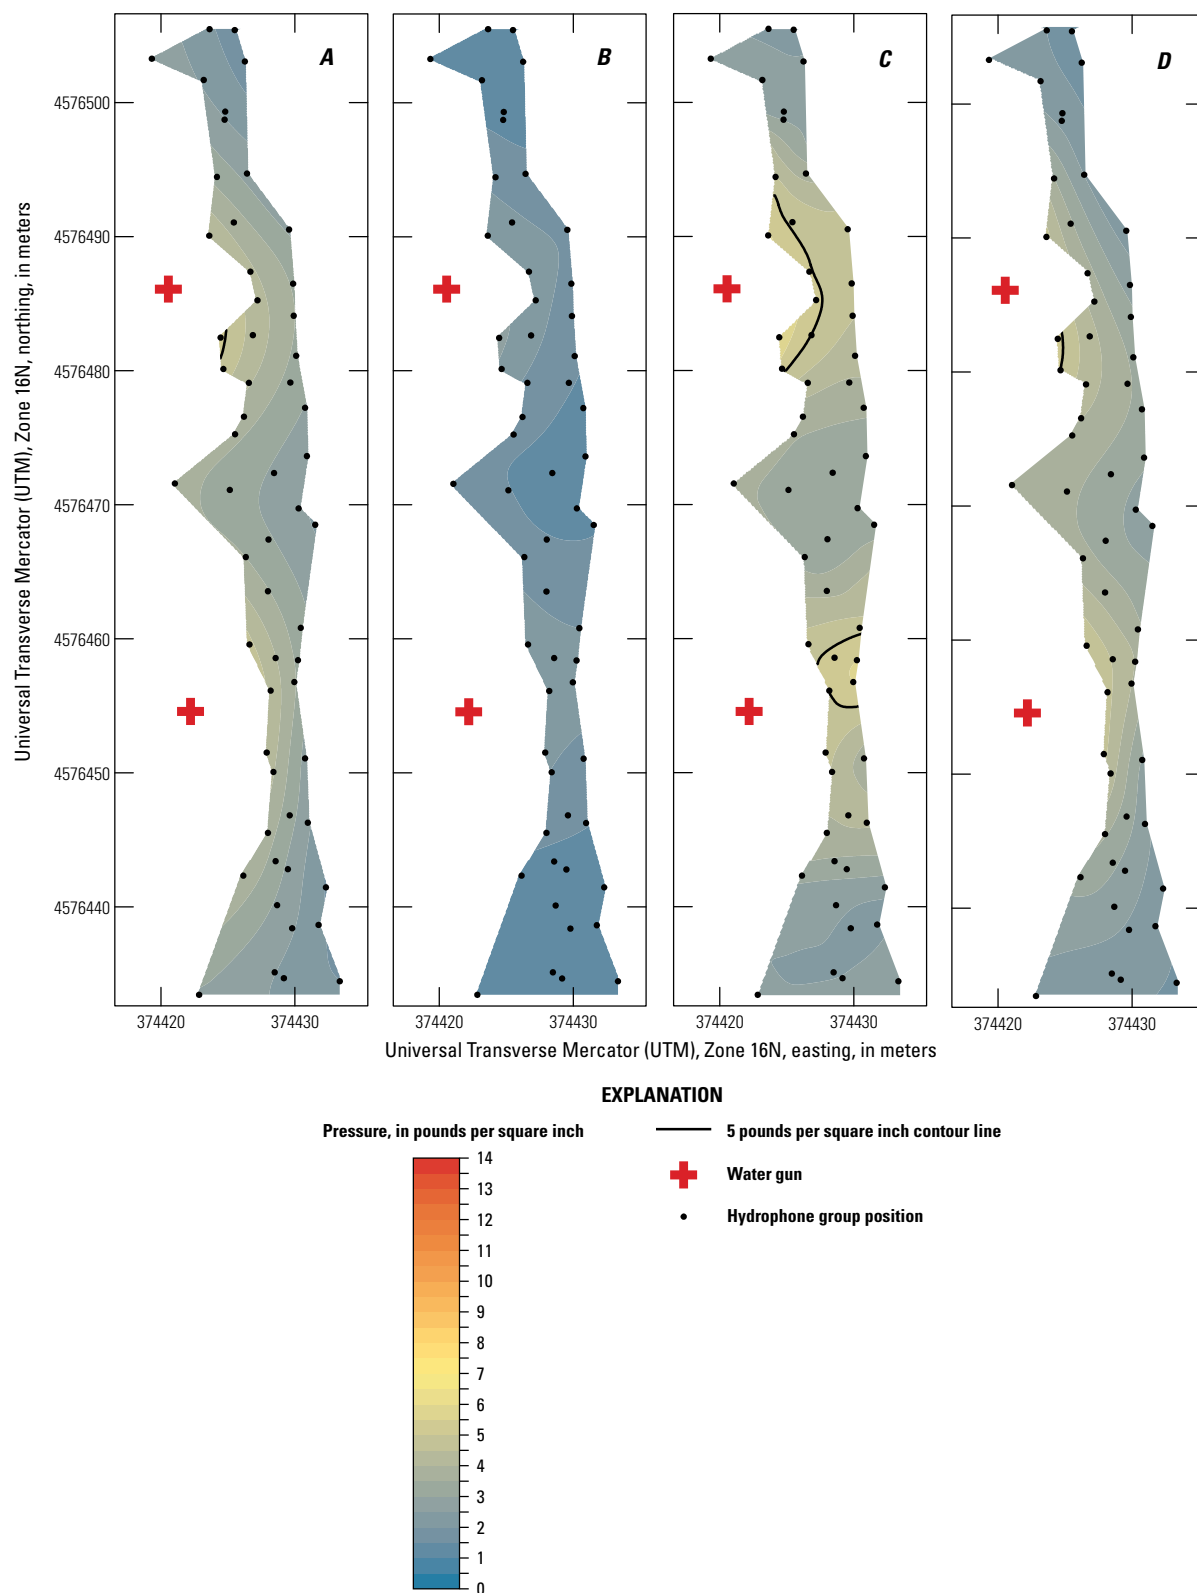 A
B
C
D
Universal Transverse Mercator (UTM), Zone 16N, northing, in meters
4576500
4576490
4576480
4576470
4576460
4576450
4576440
374420
374430
374420
374430
374420
374430
374420
374430
Universal Transverse Mercator (UTM), Zone 16N, easting, in meters
EXPLANATION
Pressure, in pounds per square inch
14
13
12
11
10
9
8
7
6
5
4
3
2
1
0
5 pounds per square inch contour line
Water gun
Hydrophone group position